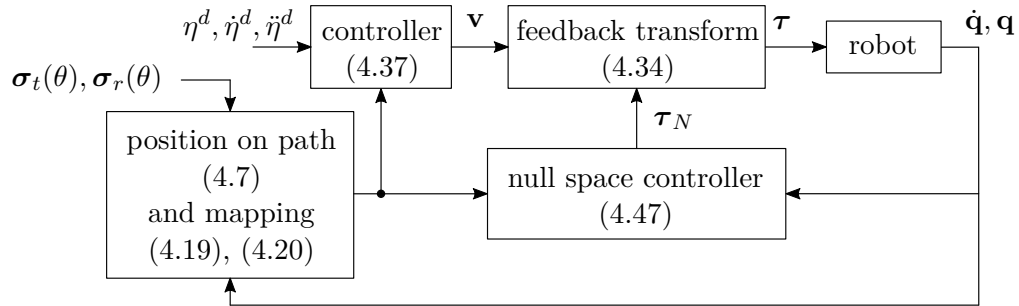 η^d, η̇^d, η̈^d
controller
(4.37)
v
feedback transform
(4.34)
τ
robot
q̇, q
σ_t(θ), σ_r(θ)
position on path
(4.7)
and mapping
(4.19), (4.20)
τ_N
null space controller
(4.47)